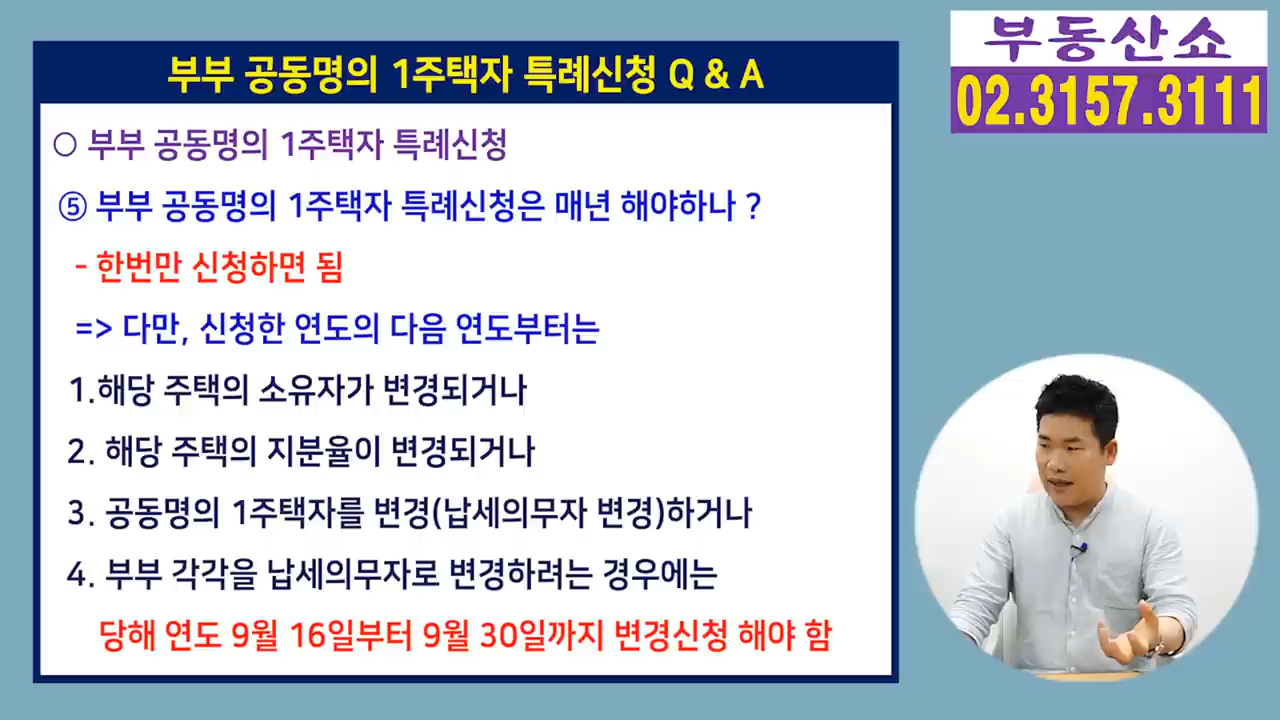 부부 공동명의 1주택자 특례신청 Q & A
부동산쇼
02.3157.3111
○ 부부 공동명의 1주택자 특례신청
⑤ 부부 공동명의 1주택자 특례신청은 매년 해야하나 ?
- 한번만 신청하면 됨
=> 다만, 신청한 연도의 다음 연도부터는
1.해당 주택의 소유자가 변경되거나
2. 해당 주택의 지분율이 변경되거나
3. 공동명의 1주택자를 변경(납세의무자 변경)하거나
4. 부부 각각을 납세의무자로 변경하려는 경우에는
당해 연도 9월 16일부터 9월 30일까지 변경신청 해야 함